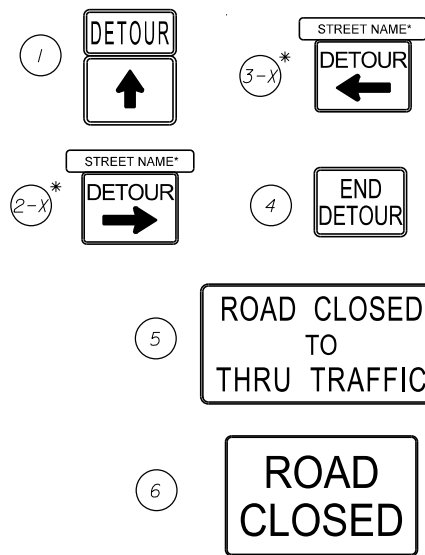 1
DETOUR
3-X*
STREET NAME*
DETOUR
2-X*
STREET NAME*
DETOUR
4
END
DETOUR
5
ROAD CLOSED
TO
THRU TRAFFIC
6
ROAD
CLOSED